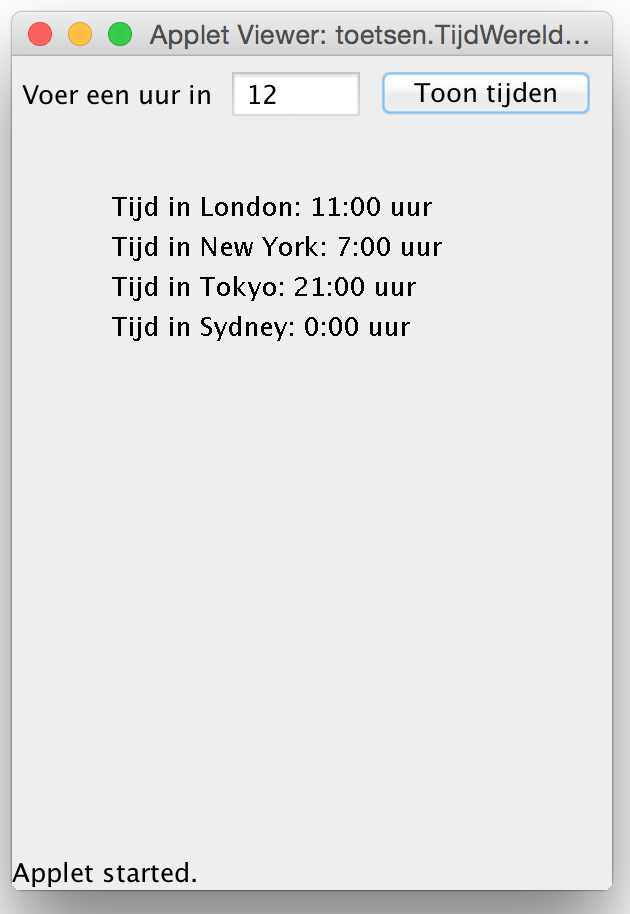 Applet Viewer: toetsen.TijdWereld...
Voer een uur in 12 Toon tijden
Tijd in London: 11:00 uur
Tijd in New York: 7:00 uur
Tijd in Tokyo: 21:00 uur
Tijd in Sydney: 0:00 uur
Applet started.